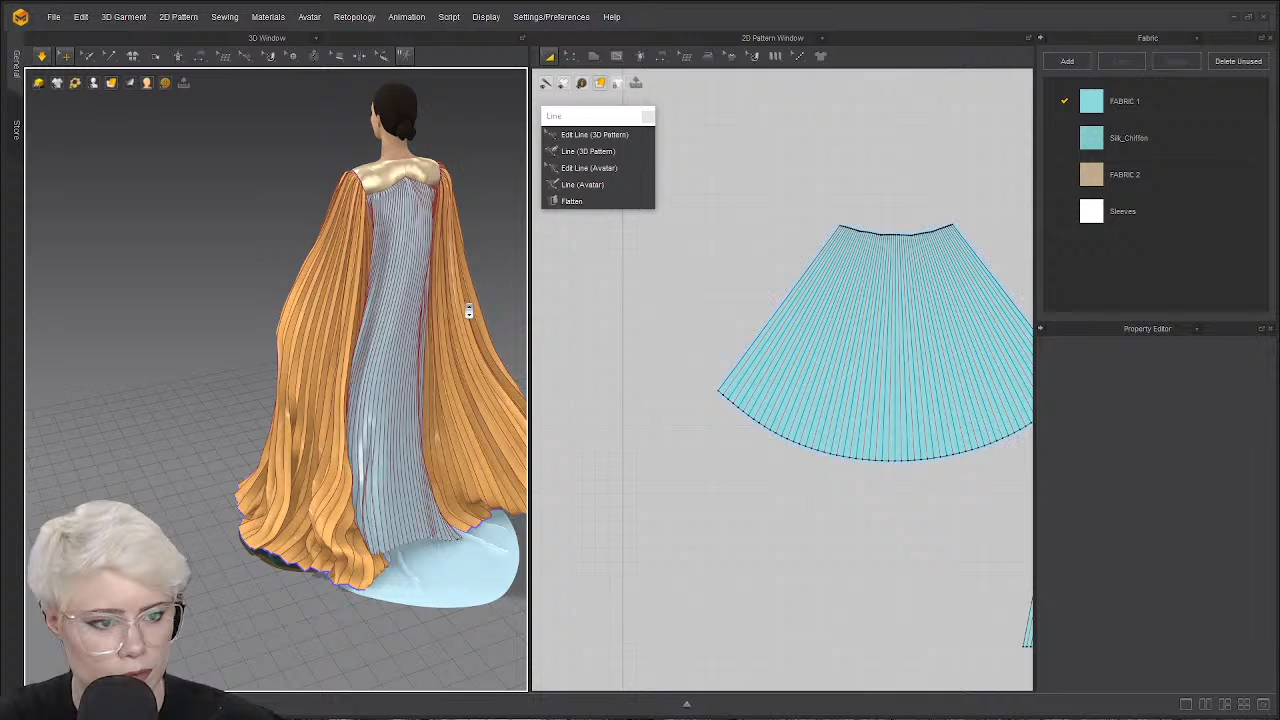 File Edit 3D Garment 2D Pattern Sewing Materials Avatar Retopology Animation Script Display Settings/Preferences Help
3D Window
2D Pattern Window
Fabric
General
Store
Add
Delete Unused
Line
Edit Line (3D Pattern)
Line (3D Pattern)
Edit Line (Avatar)
Line (Avatar)
Flatten
FABRIC 1
Silk_Chiffon
FABRIC 2
Sleeves
Property Editor